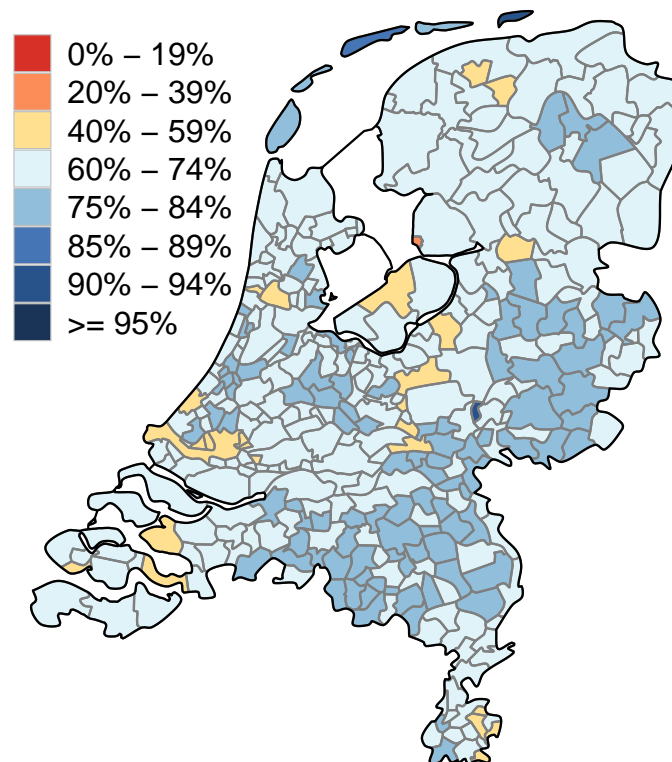 0% – 19%
20% – 39%
40% – 59%
60% – 74%
75% – 84%
85% – 89%
90% – 94%
>= 95%